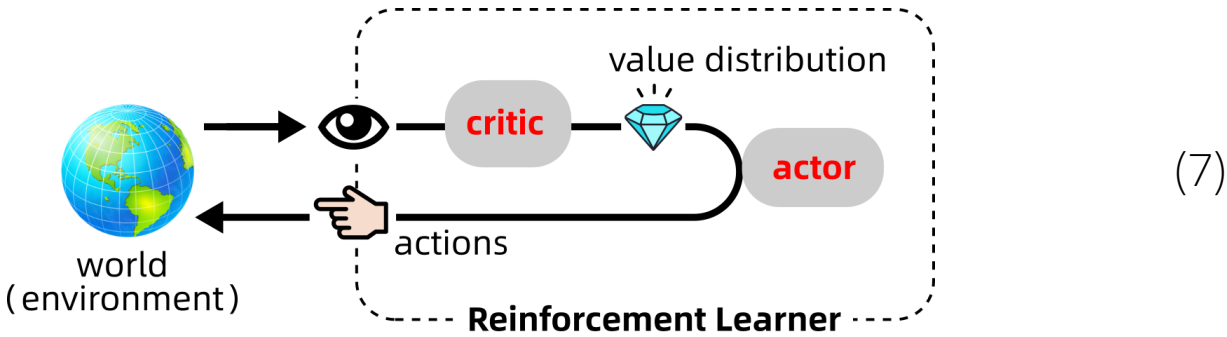 value distribution
critic
actor
(7)
actions
world
(environment)
Reinforcement Learner